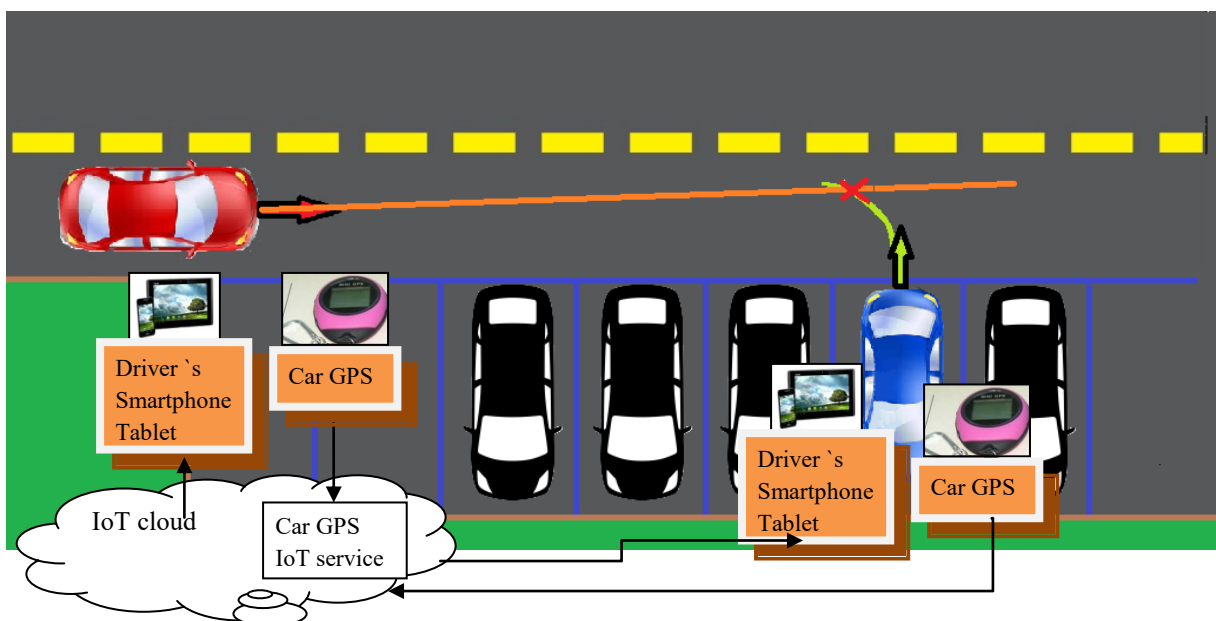 Driver `s
Smartphone
Tablet
Car GPS
IoT cloud
Car GPS
IoT service
Driver `s
Smartphone
Tablet
Car GPS